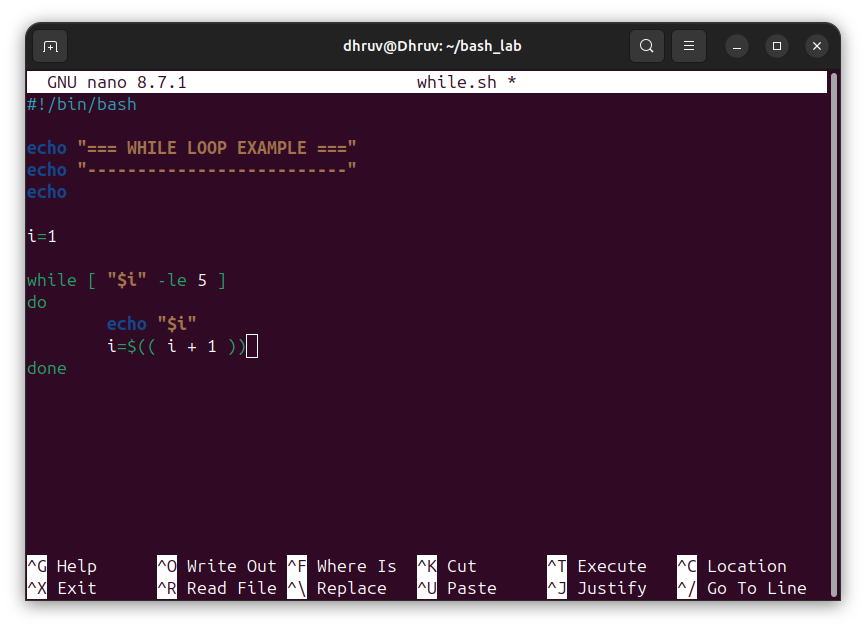 dhruv@Dhruv: ~/bash_lab
GNU nano 8.7.1 while.sh *
#!/bin/bash
echo "=== WHILE LOOP EXAMPLE ==="
echo "--------------------------"
echo
i=1
while [ "$i" -le 5 ]
do
echo "$i"
i=$(( i + 1 ))
done
^G Help ^O Write Out ^F Where Is ^K Cut ^T Execute ^C Location
^X Exit ^R Read File ^\ Replace ^U Paste ^J Justify ^/ Go To Line